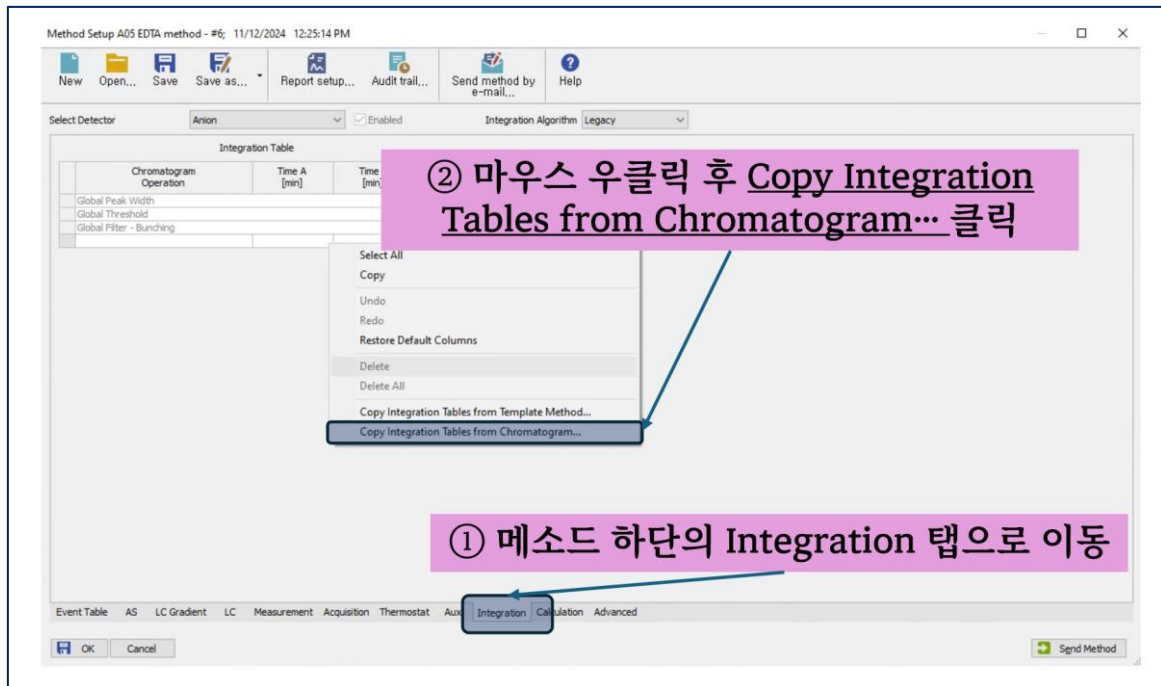 Method Setup A05 EDTA method - #6; 11/12/2024 12:25:14 PM
New Open... Save Save as... Report setup... Audit trail... Send method by e-mail... Help
Select Detector Anion Enabled Integration Algorithm Legacy
Integration Table
Chromatogram Operation Time A [min] Time [min]
Global Peak Width
Global Threshold
Global Filter - Bunching
② 마우스 우클릭 후 Copy Integration
Tables from Chromatogram… 클릭
Select All
Copy
Undo
Redo
Restore Default Columns
Delete
Delete All
Copy Integration Tables from Template Method...
Copy Integration Tables from Chromatogram...
① 메소드 하단의 Integration 탭으로 이동
Event Table AS LC Gradient LC Measurement Acquisition Thermostat Aux Integration Calculation Advanced
OK Cancel Send Method